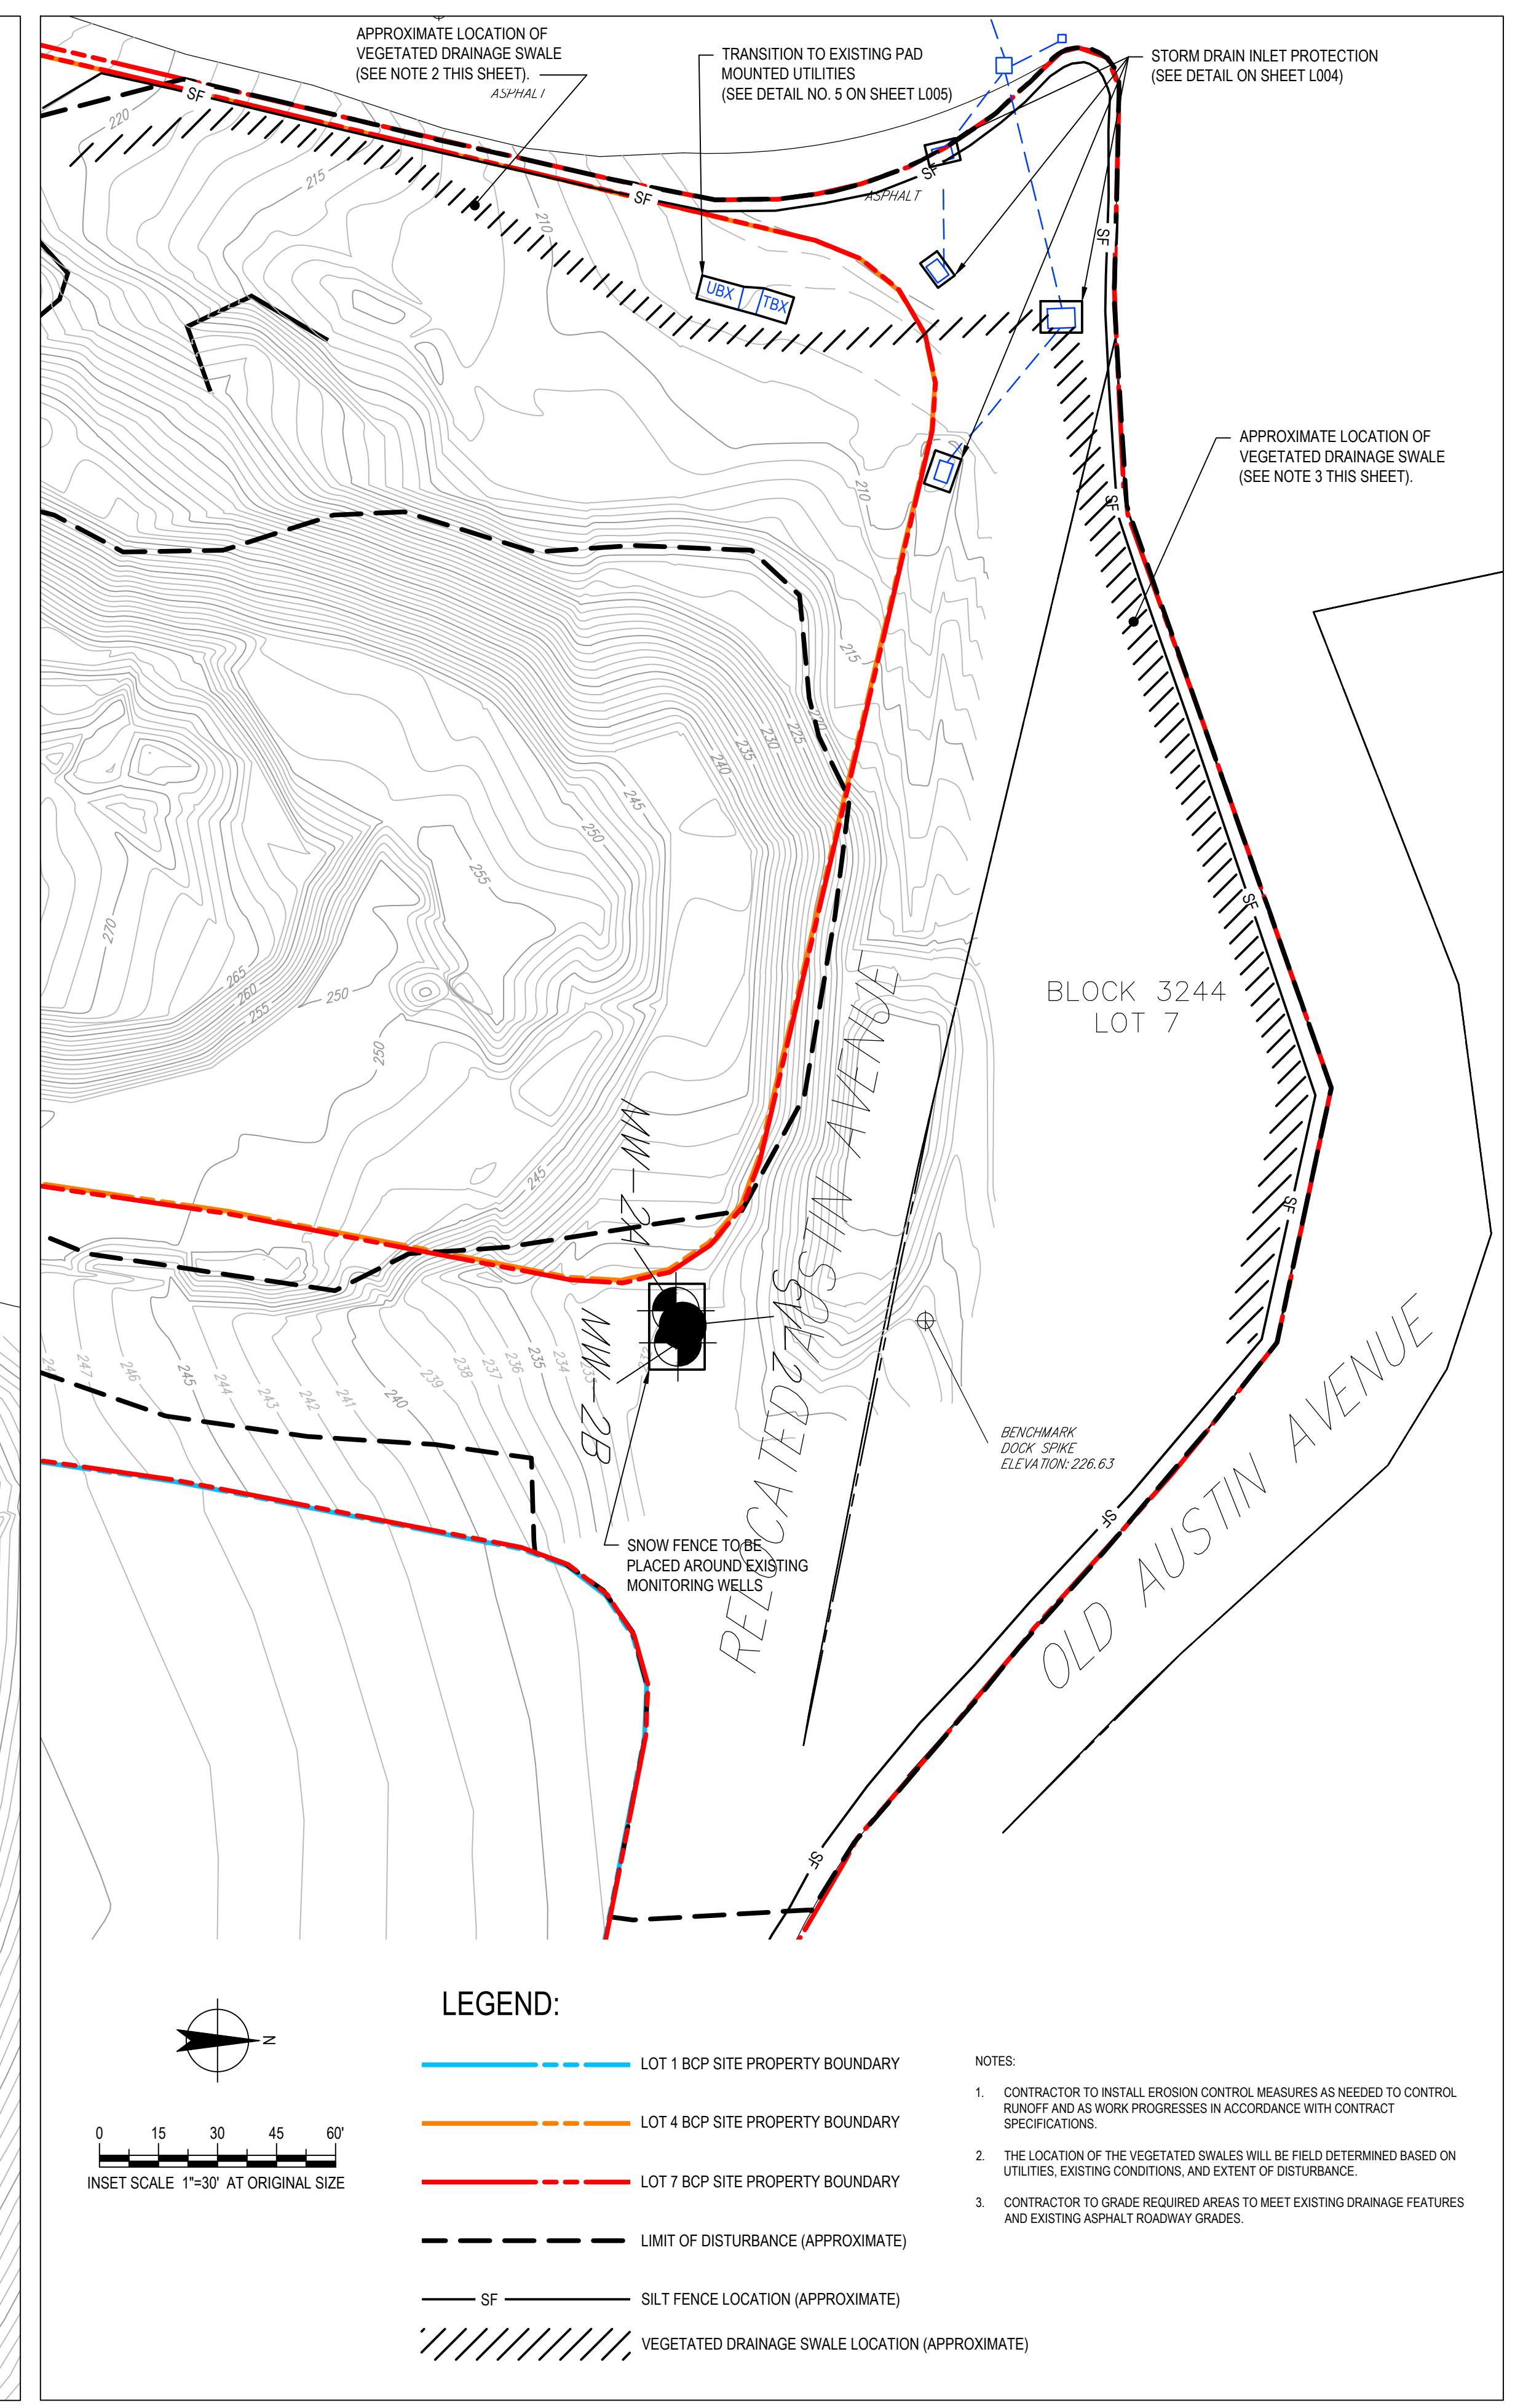 APPROXIMATE LOCATION OF
VEGETATED DRAINAGE SWALE
(SEE NOTE 2 THIS SHEET).
ASPHALT
TRANSITION TO EXISTING PAD
MOUNTED UTILITIES
(SEE DETAIL NO. 5 ON SHEET L005)
STORM DRAIN INLET PROTECTION
(SEE DETAIL ON SHEET L004)
SF
220
215
SF
210
SF
ASPHALT
SF
UBX
TBX
APPROXIMATE LOCATION OF
VEGETATED DRAINAGE SWALE
(SEE NOTE 3 THIS SHEET).
210
SF
215
220
225
230
235
240
245
250
255
SF
270
265
260
255
250
250
BLOCK 3244
LOT 7
245
MW-2A
SF
RELOCATED AUSTIN AVENUE
SVE-2
MW-2B
247
246
245
244
243
242
241
240
239
238
237
236
235
234
233
BENCHMARK
DOCK SPIKE
ELEVATION: 226.63
OLD AUSTIN AVENUE
SF
SNOW FENCE TO BE
PLACED AROUND EXISTING
MONITORING WELLS
SF
LEGEND:
N
LOT 1 BCP SITE PROPERTY BOUNDARY
LOT 4 BCP SITE PROPERTY BOUNDARY
LOT 7 BCP SITE PROPERTY BOUNDARY
LIMIT OF DISTURBANCE (APPROXIMATE)
SF SILT FENCE LOCATION (APPROXIMATE)
VEGETATED DRAINAGE SWALE LOCATION (APPROXIMATE)
0 15 30 45 60'
INSET SCALE 1"=30' AT ORIGINAL SIZE
NOTES:
1. CONTRACTOR TO INSTALL EROSION CONTROL MEASURES AS NEEDED TO CONTROL
RUNOFF AND AS WORK PROGRESSES IN ACCORDANCE WITH CONTRACT
SPECIFICATIONS.
2. THE LOCATION OF THE VEGETATED SWALES WILL BE FIELD DETERMINED BASED ON
UTILITIES, EXISTING CONDITIONS, AND EXTENT OF DISTURBANCE.
3. CONTRACTOR TO GRADE REQUIRED AREAS TO MEET EXISTING DRAINAGE FEATURES
AND EXISTING ASPHALT ROADWAY GRADES.